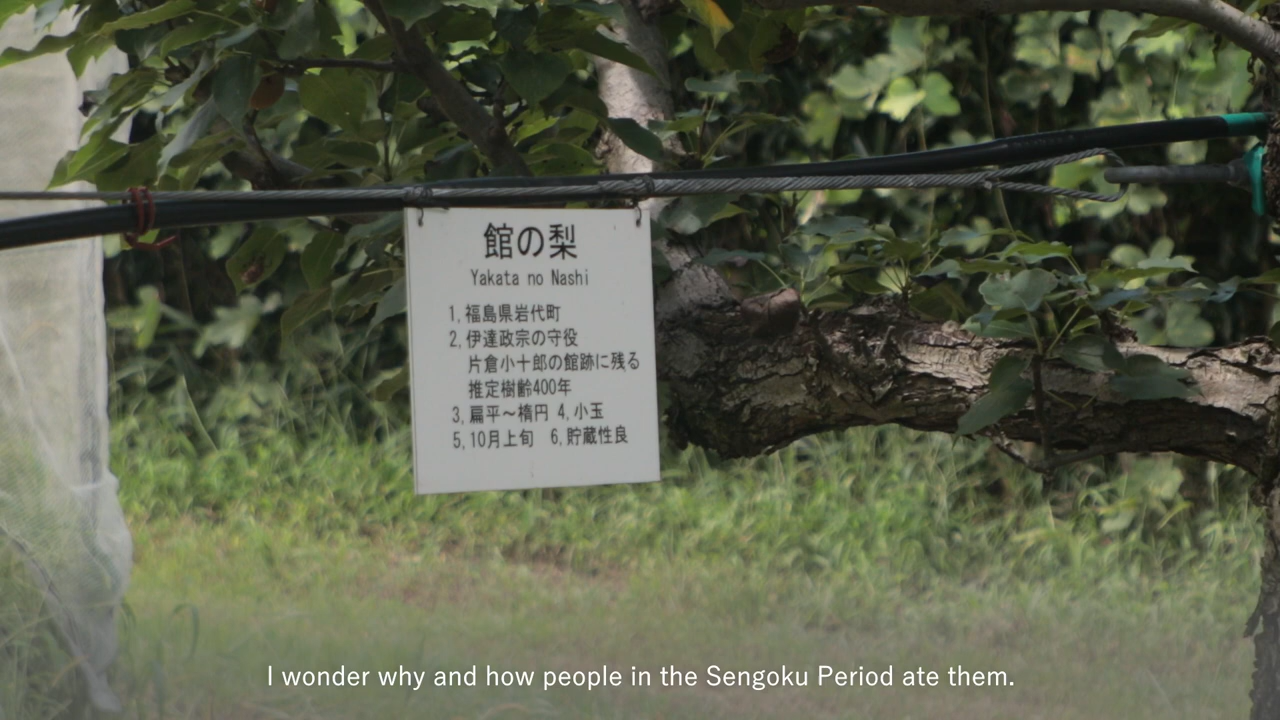 館の梨
Yakata no Nashi
1, 福島県岩代町
2, 伊達政宗の守役
片倉小十郎の館跡に残る
推定樹齢400年
3, 扁平～楕円 4, 小玉
5, 10月上旬 6, 貯蔵性良
I wonder why and how people in the Sengoku Period ate them.